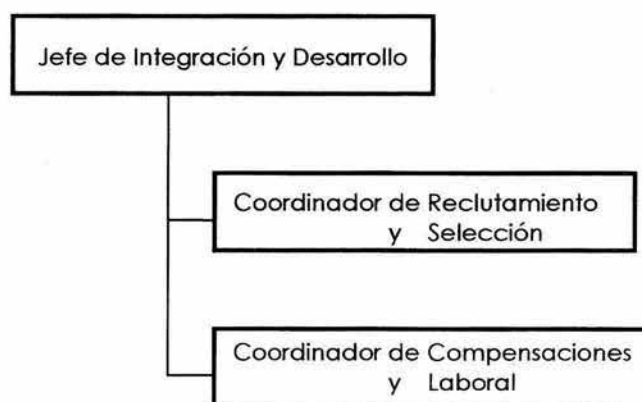 Jefe de Integración y Desarrollo
Coordinador de Reclutamiento
y Selección
Coordinador de Compensaciones
y Laboral